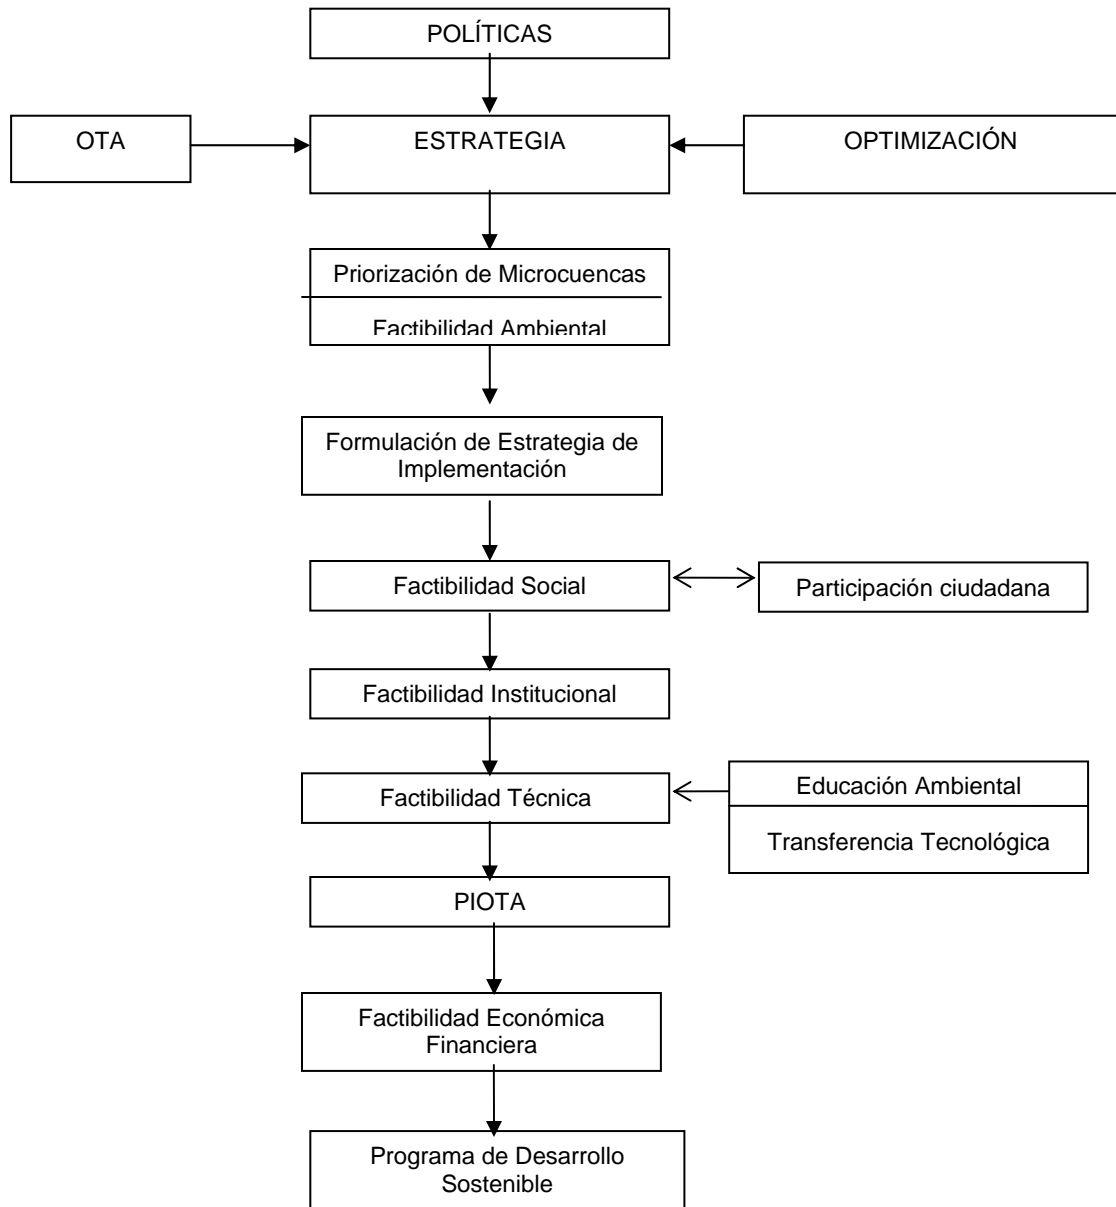 POLÍTICAS
OTA
ESTRATEGIA
OPTIMIZACIÓN
Priorización de Microcuencas
Factibilidad Ambiental
Formulación de Estrategia de
Implementación
Factibilidad Social
Participación ciudadana
Factibilidad Institucional
Factibilidad Técnica
Educación Ambiental
Transferencia Tecnológica
PIOTA
Factibilidad Económica
Financiera
Programa de Desarrollo
Sostenible